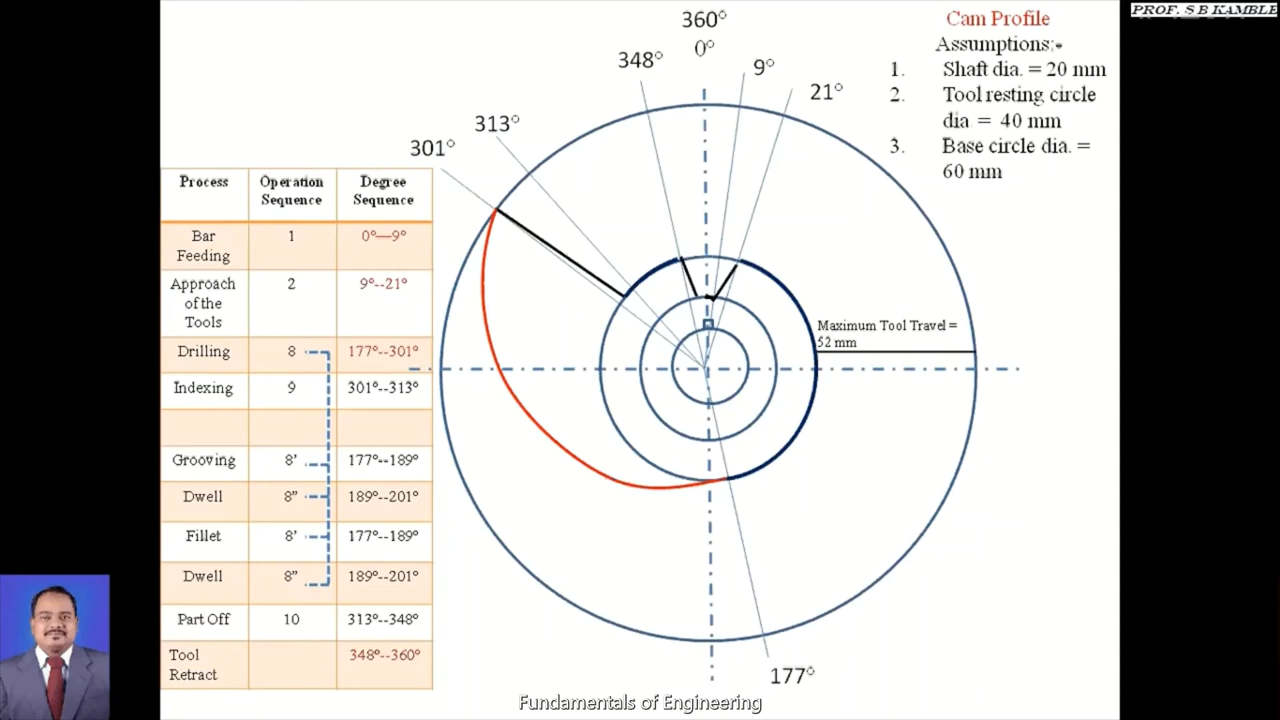 PROF. S B KAMBLE
Cam Profile
Assumptions:-
1. Shaft dia. = 20 mm
2. Tool resting circle
dia = 40 mm
3. Base circle dia. =
60 mm
360°
0°
348°
9°
21°
313°
301°
Process Operation Sequence Degree Sequence
Bar Feeding 1 0°—9°
Approach of the Tools 2 9°--21°
Drilling 8 177°--301°
Indexing 9 301°--313°
Grooving 8' 177°--189°
Dwell 8” 189°--201°
Fillet 8' 177°--189°
Dwell 8” 189°--201°
Part Off 10 313°--348°
Tool Retract 348°--360°
Maximum Tool Travel =
52 mm
177°
Fundamentals of Engineering